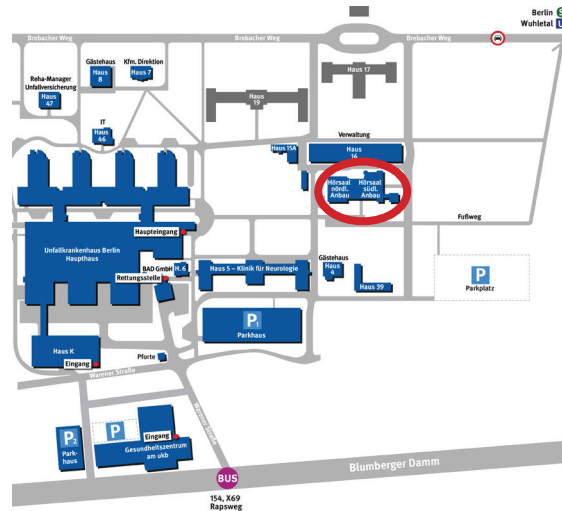 Berlin S
Wuhletal U
Brebacher Weg
Brebacher Weg
Brebacher Weg
Gästehaus
Haus
8
Kfm. Direktion
Haus 7
Haus 17
Reha-Manager
Unfallversicherung
Haus
47
Haus
19
IT
Haus
46
Verwaltung
Haus
16
Haus 15A
Hörsaal
nördl.
Anbau
Hörsaal
südl.
Anbau
Fußweg
Haupteingang
Unfallkrankenhaus Berlin
Haupthaus
BAD GmbH
H. 6
Rettungsstelle
Haus 5 – Klinik für Neurologie
Gästehaus
Haus
4
Haus 39
P
Parkplatz
P1
Parkhaus
Haus K
Eingang
Pforte
Warener Straße
Warener Straße
P2
Park-
haus
P
Eingang
Gesundheitszentrum
am ukb
Blumberger Damm
BUS
154, X69
Rapsweg